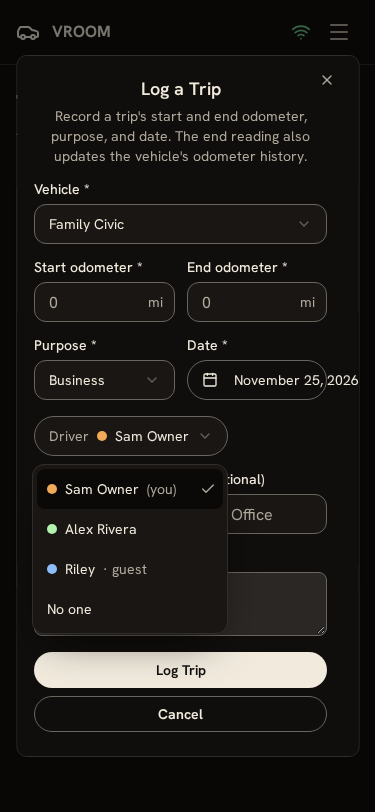 VROOM
Log a Trip
Record a trip's start and end odometer,
purpose, and date. The end reading also
updates the vehicle's odometer history.
Vehicle *
Family Civic
Start odometer *
End odometer *
0 mi
0 mi
Purpose *
Date *
Business
November 25, 2026
Driver Sam Owner
Sam Owner (you)
Alex Rivera
Riley · guest
No one
Office
Log Trip
Cancel